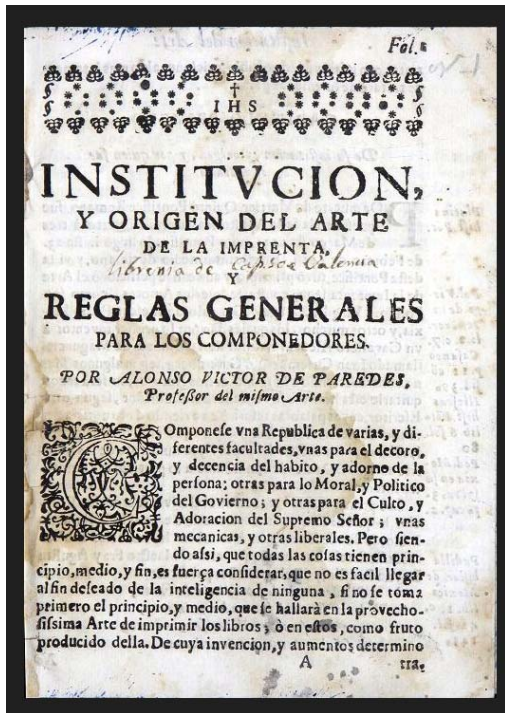 Fol.
IHS
INSTITVCION,
Y ORIGEN DEL ARTE
DE LA IMPRENTA,
libreria de Valencia
Y
REGLAS GENERALES
PARA LOS COMPONEDORES.
POR ALONSO VICTOR DE PAREDES,
Profeſſor del miſmo Arte.
COmponeſe vna Republica de varias, y di-
ferentes facultades, vnas para el decoro,
y decencia del habito, y adorno de la
perſona; otras para lo Moral, y Politico
del Govierno; y otras para el Culto, y
Adoracion del Supremo Señor; vnas
mecanicas, y otras liberales. Pero ſien-
do aſsi, que todas las coſas tienen prin-
cipio, medio, y fin, es fuerça conſiderar, que no es facil llegar
al fin deſeado de la inteligencia de ninguna, ſi no ſe toma
primero el principio, y medio, que ſe hallarà en la provecho-
ſiſsima Arte de imprimir los libros; ò en eſtos, como fruto
producido della. De cuya invencion, y aumentos determino
A
tra-